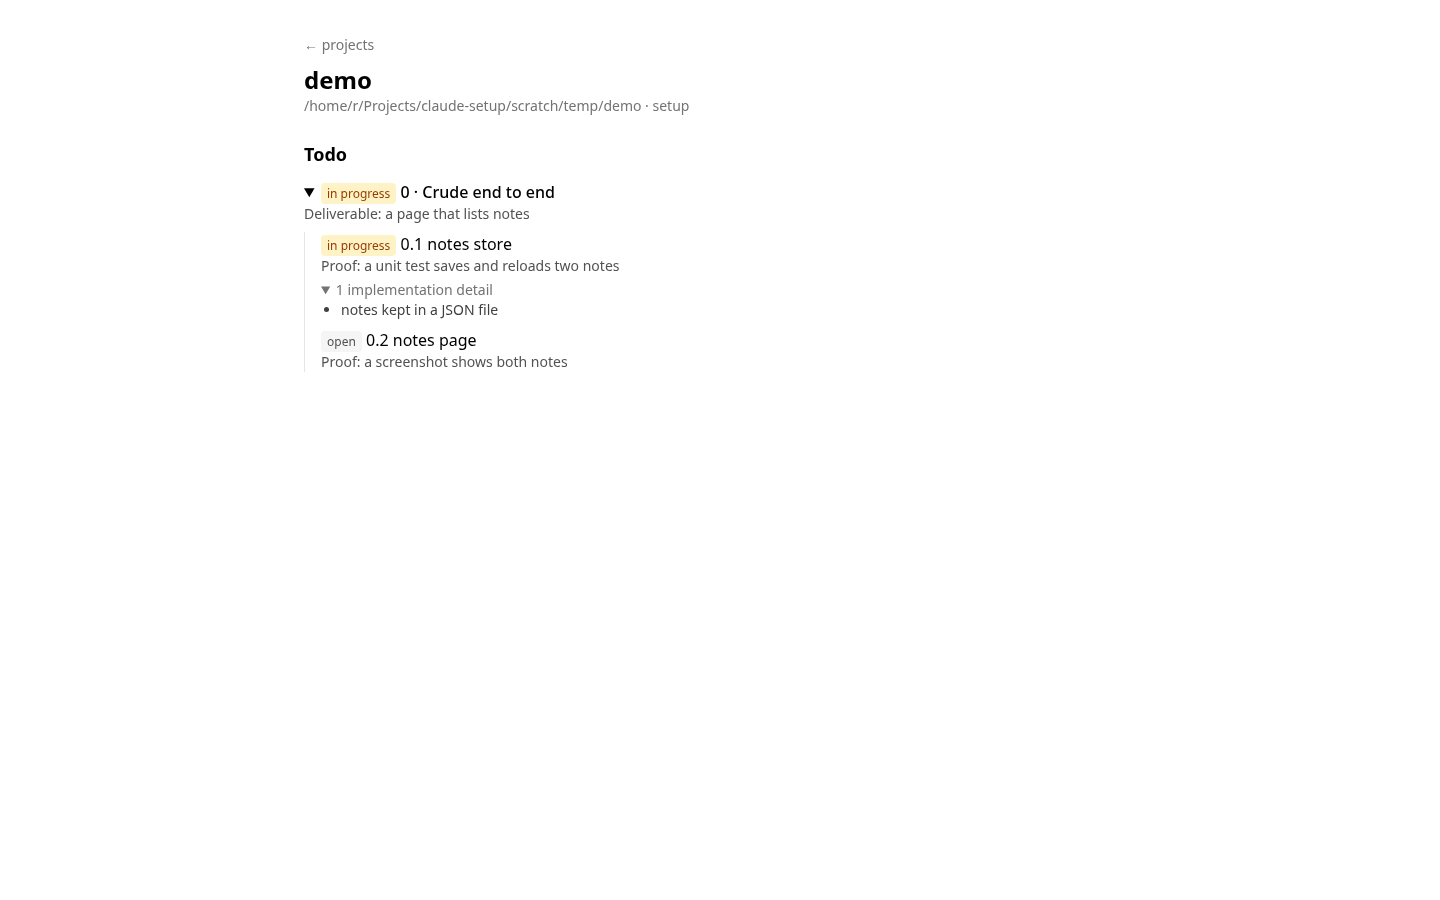 ← projects
demo
/home/r/Projects/claude-setup/scratch/temp/demo · setup
Todo
▼ in progress 0 · Crude end to end
Deliverable: a page that lists notes
in progress 0.1 notes store
Proof: a unit test saves and reloads two notes
▼ 1 implementation detail
• notes kept in a JSON file
open 0.2 notes page
Proof: a screenshot shows both notes